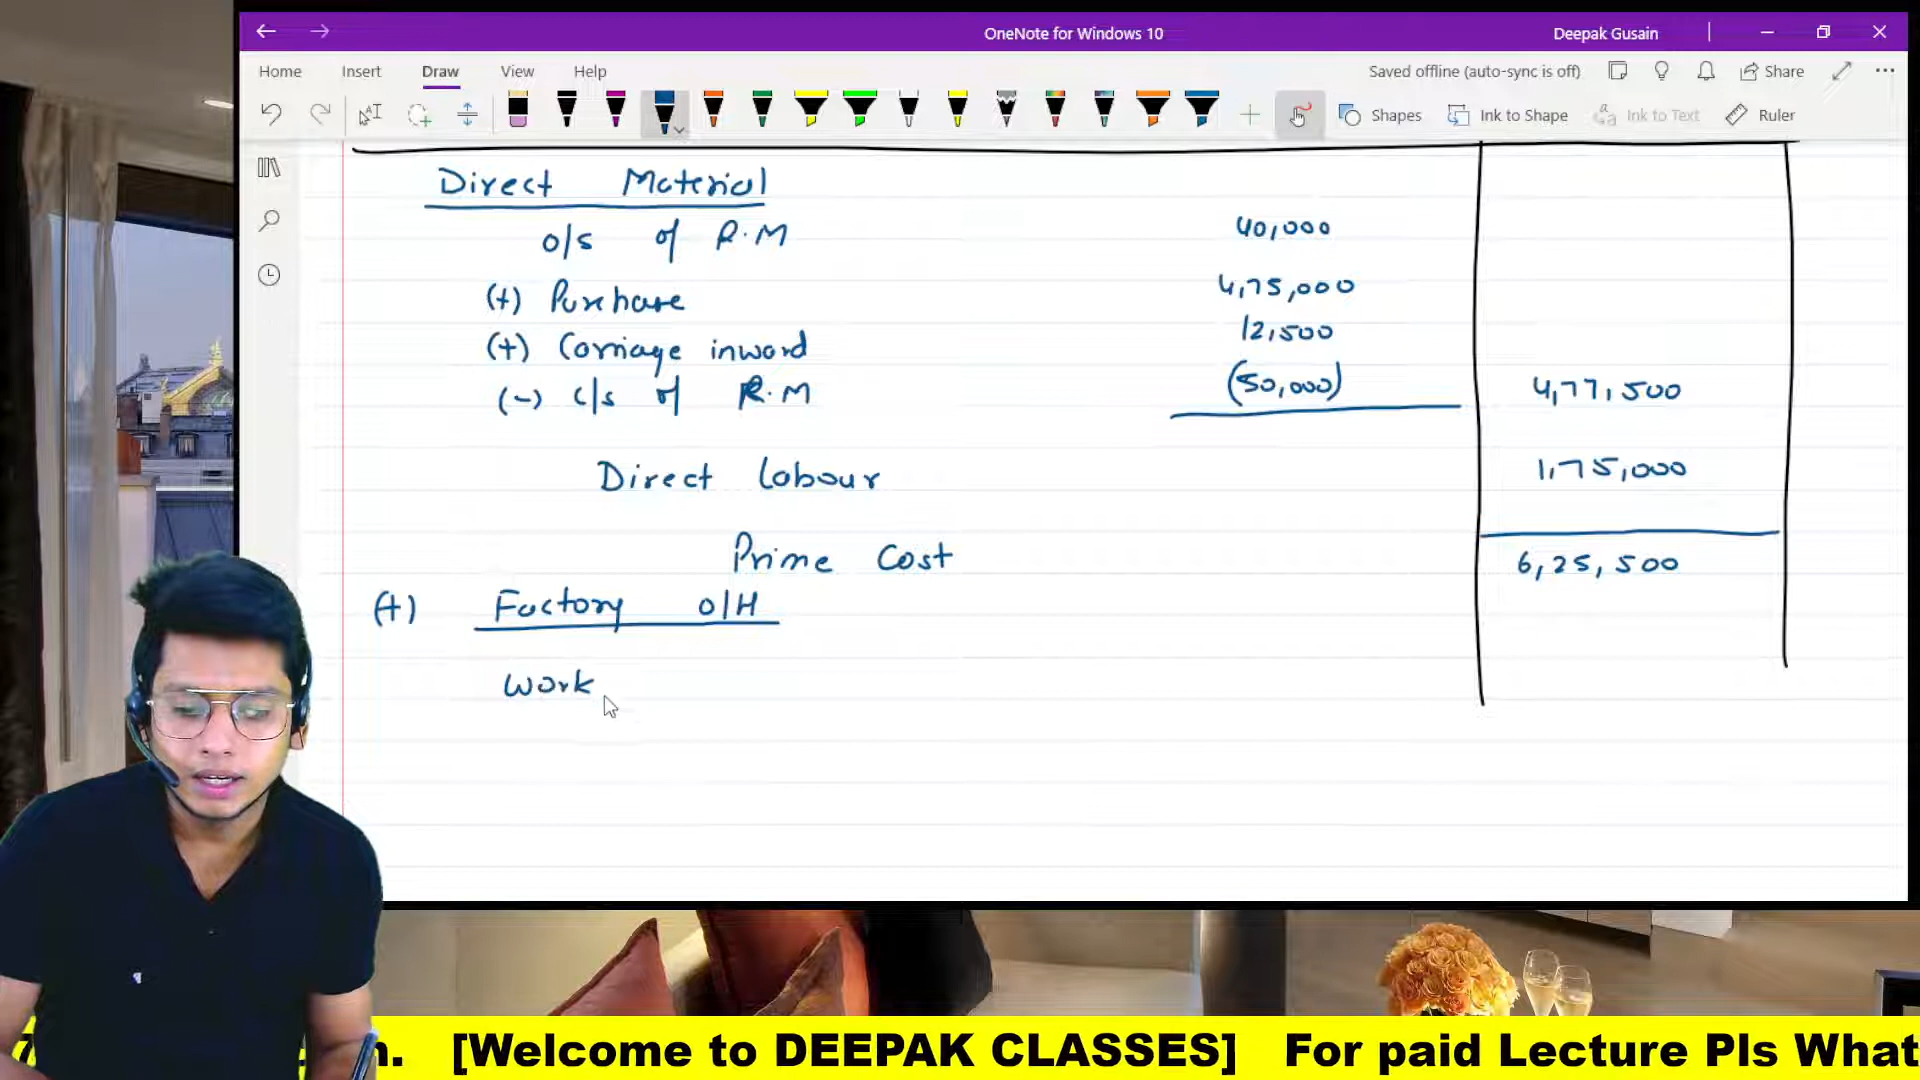 OneNote for Windows 10
Deepak Gusain
Home Insert Draw View Help
Saved offline (auto-sync is off) Share
Shapes Ink to Shape Ink to Text Ruler
Direct Material
o/s of R.M 40,000
(+) Purchase 4,75,000
(+) Carriage inward 12,500
(-) c/s of R.M (50,000) 4,77,500
Direct labour 1,75,000
Prime Cost 6,25,500
(+) Factory o/H
Work
[Welcome to DEEPAK CLASSES] For paid Lecture Pls What